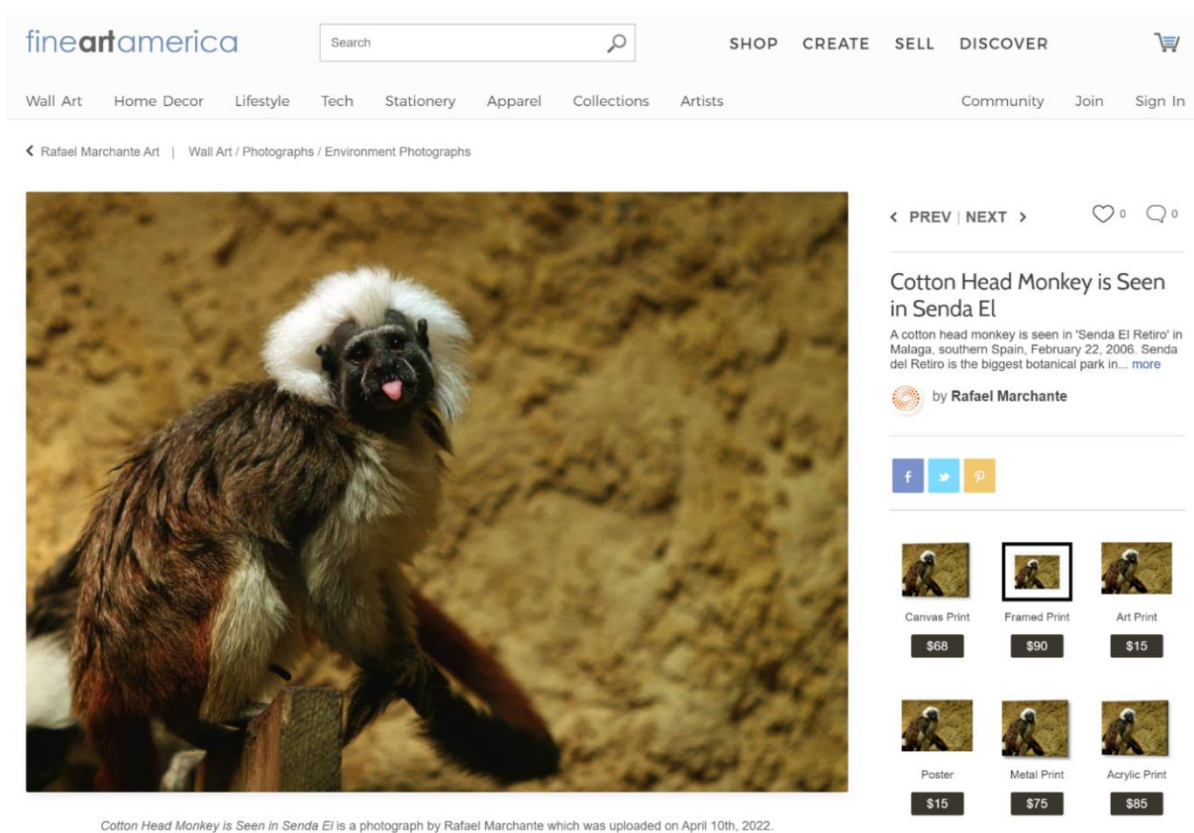 fineartamerica
Search
SHOP CREATE SELL DISCOVER
Wall Art Home Decor Lifestyle Tech Stationery Apparel Collections Artists
Community Join Sign In
Rafael Marchante Art | Wall Art / Photographs / Environment Photographs
< PREV | NEXT >
0 0
Cotton Head Monkey is Seen
in Senda El
A cotton head monkey is seen in 'Senda El Retiro' in
Malaga, southern Spain, February 22, 2006. Senda
del Retiro is the biggest botanical park in... more
by Rafael Marchante
Canvas Print Framed Print Art Print
$68 $90 $15
Poster Metal Print Acrylic Print
$15 $75 $85
Cotton Head Monkey is Seen in Senda El is a photograph by Rafael Marchante which was uploaded on April 10th, 2022.